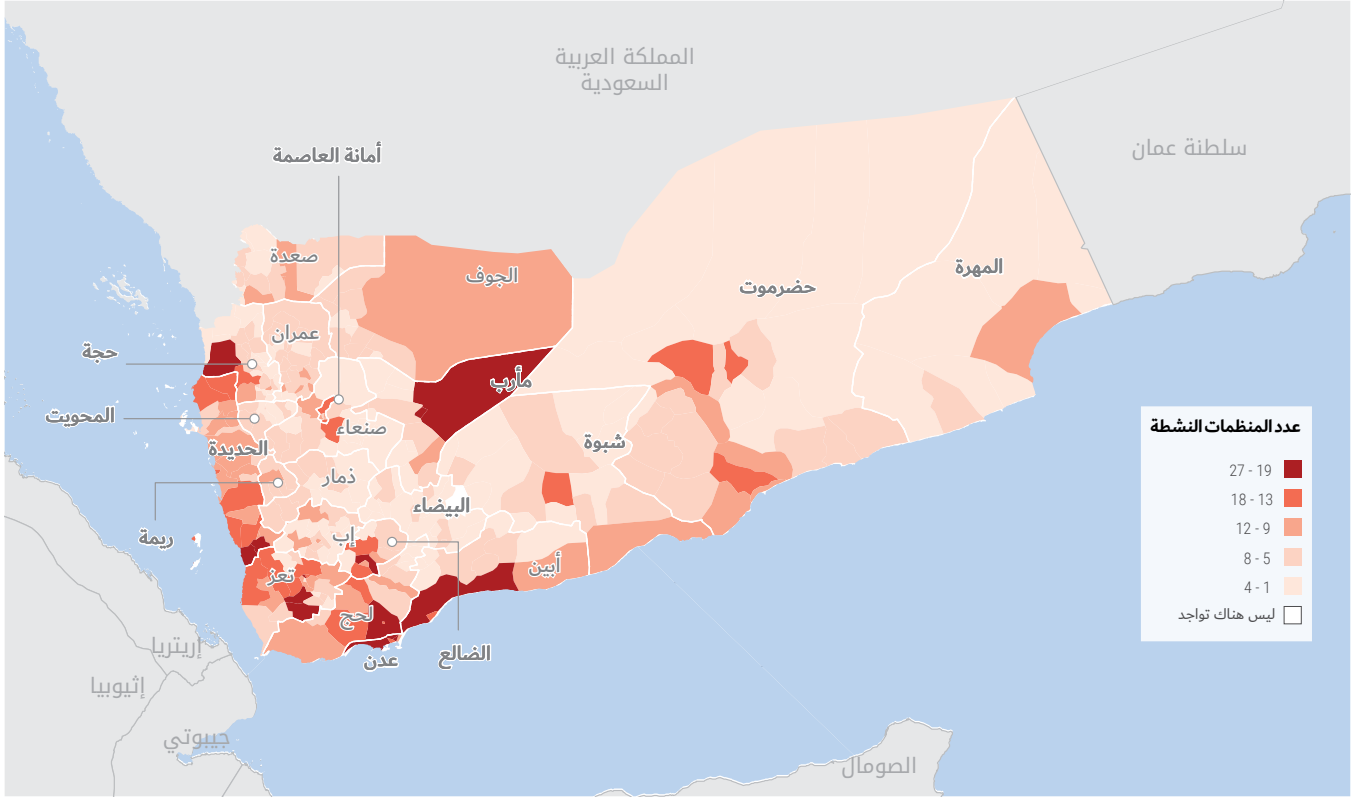 المملكة العربية
السعودية
سلطنة عمان
أمانة العاصمة
صعدة
الجوف
المهرة
حضرموت
عمران
حجة
مأرب
المحويت
صنعاء
شبوة
الحديدة
ذمار
البيضاء
ريمة
إب
أبين
تعز
لحج
الضالع
عدن
إريتريا
إثيوبيا
جيبوتي
الصومال
عدد المنظمات النشطة
27 - 19
18 - 13
12 - 9
8 - 5
4 - 1
ليس هناك تواجد